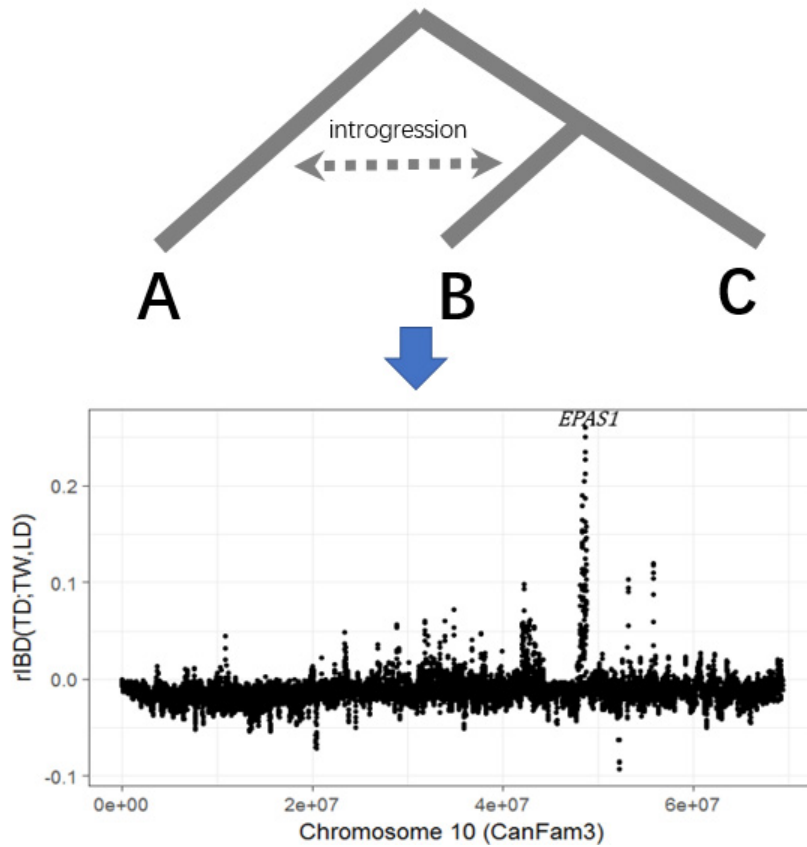 introgression
A B C
EPAS1
rIBD(TD;TW,LD)
0.2
0.1
0.0
-0.1
0e+00 2e+07 4e+07 6e+07
Chromosome 10 (CanFam3)